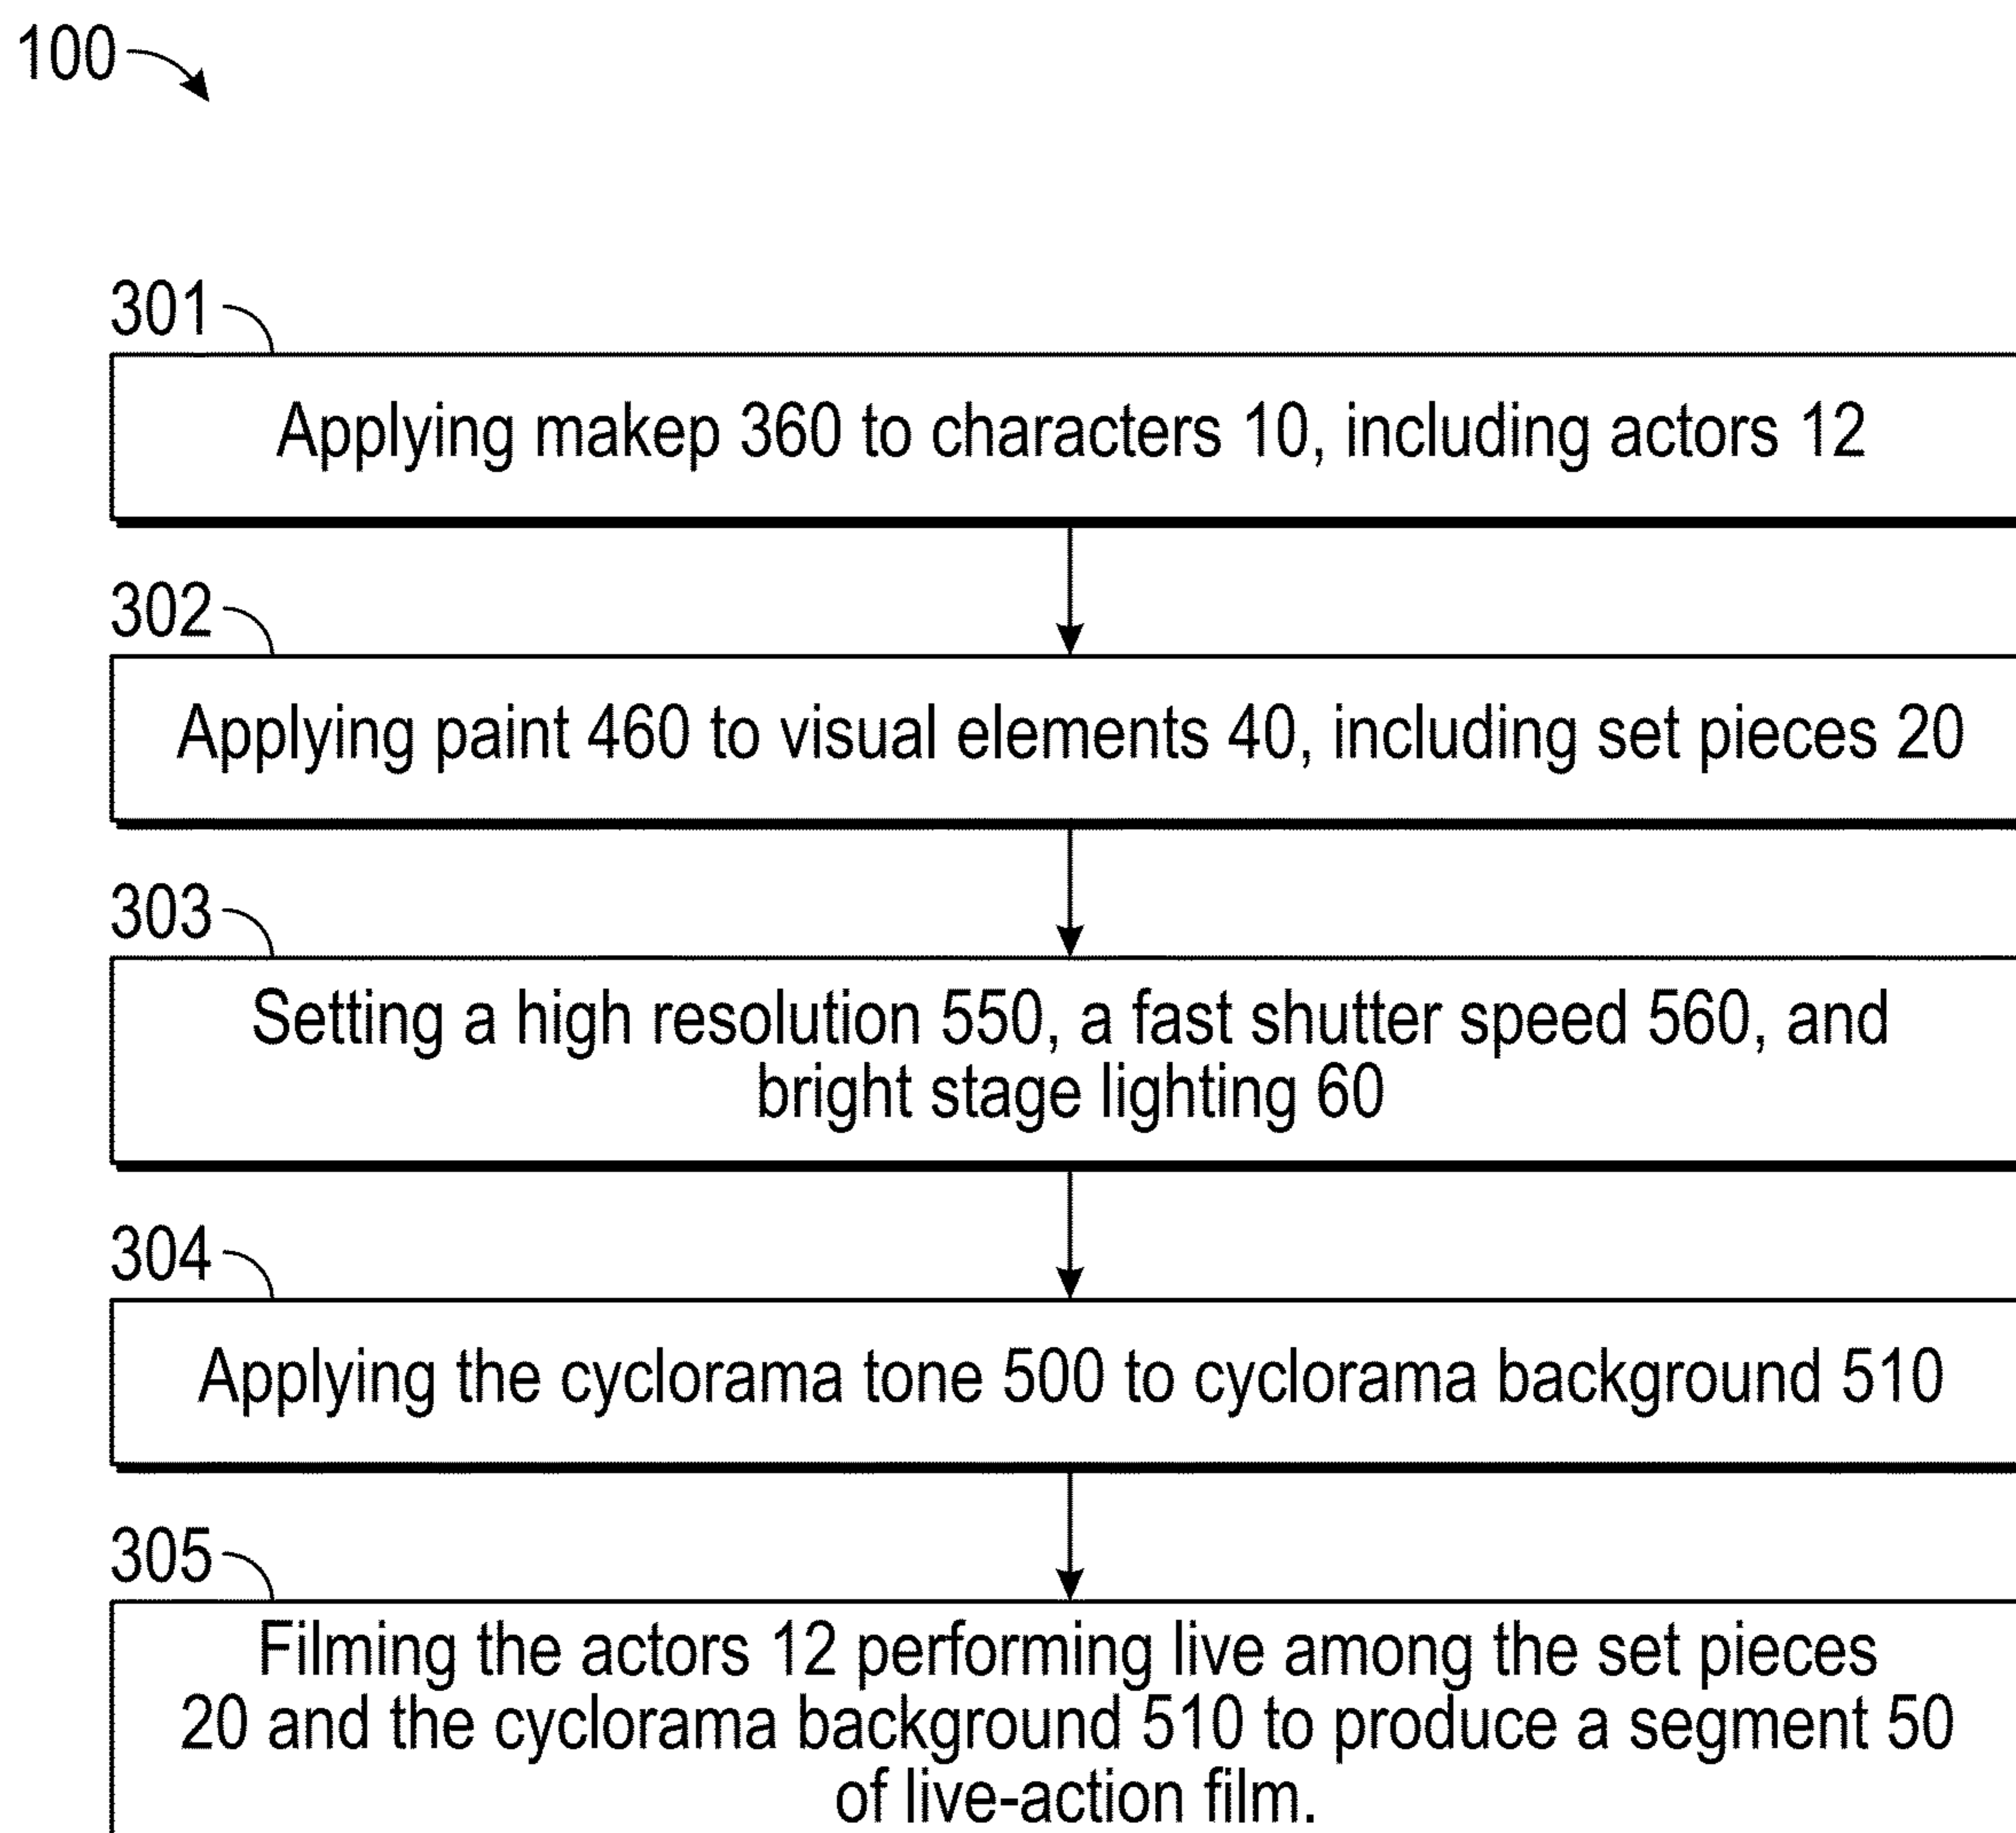 100
301
Applying makep 360 to characters 10, including actors 12
302
Applying paint 460 to visual elements 40, including set pieces 20
303
Setting a high resolution 550, a fast shutter speed 560, and
bright stage lighting 60
304
Applying the cyclorama tone 500 to cyclorama background 510
305
Filming the actors 12 performing live among the set pieces
20 and the cyclorama background 510 to produce a segment 50
of live-action film.